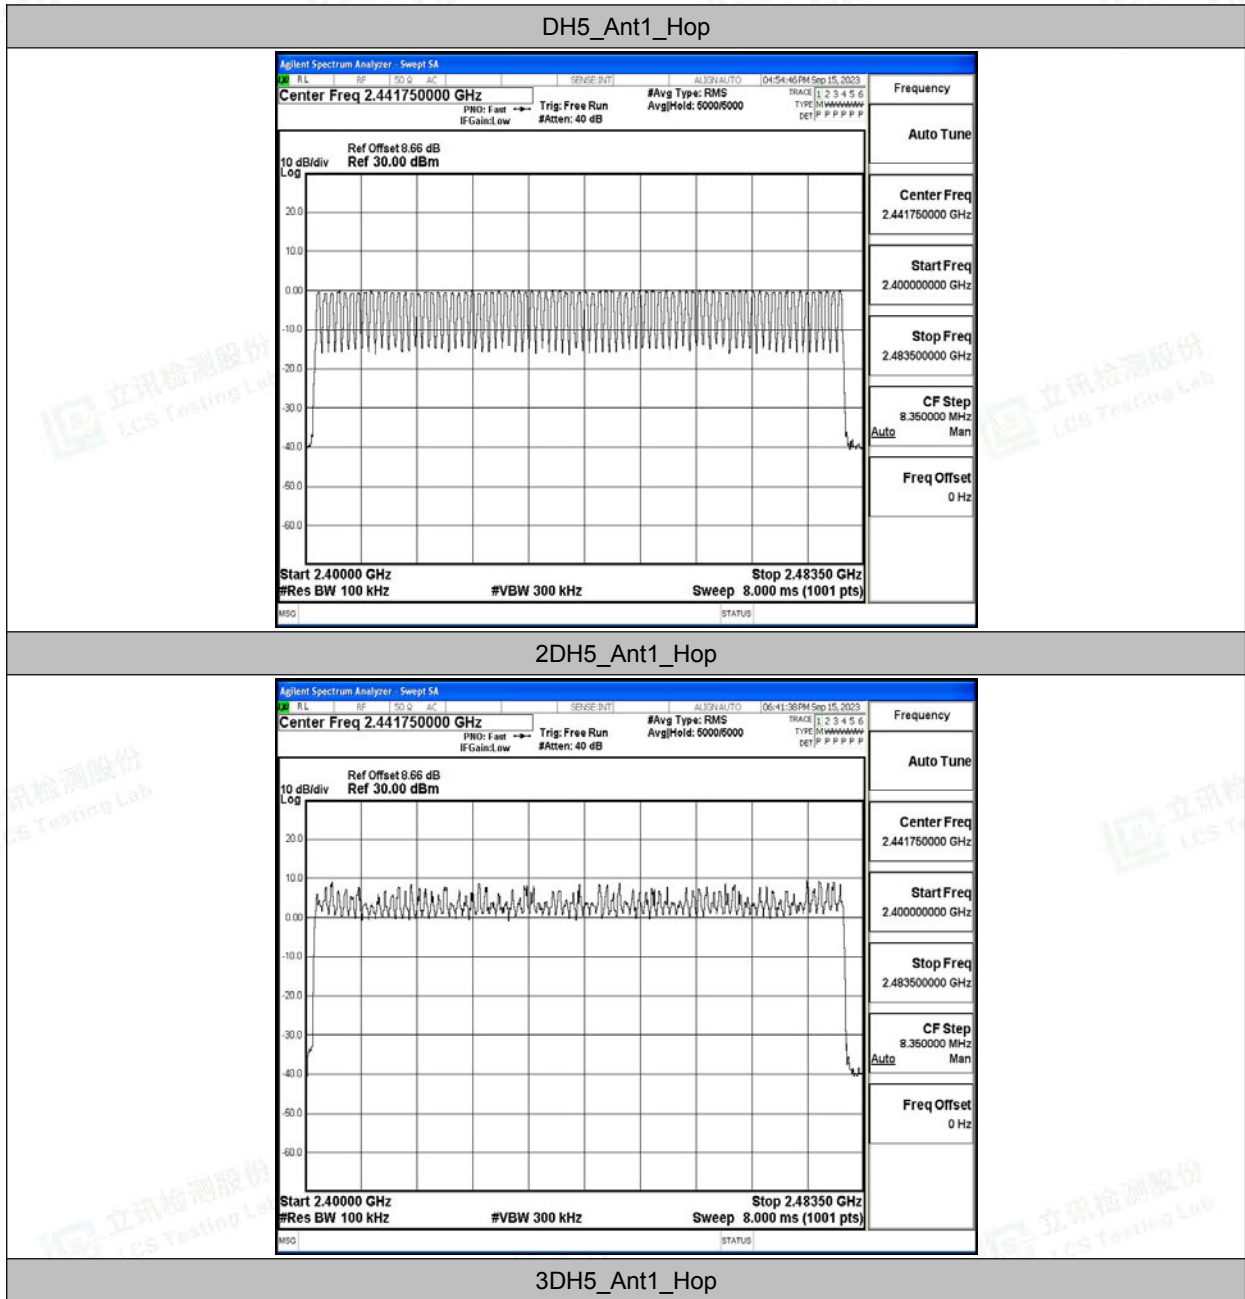 DH5_Ant1_Hop
Agilent Spectrum Analyzer - Swept SA
RL RF 50 Ω AC SENSE:INT ALIGNAUTO 04:54:46 PM Sep 15, 2023
Center Freq 2.441750000 GHz
PNO: Fast
IFGain:Low
Trig: Free Run
#Atten: 40 dB
#Avg Type: RMS
Avg|Hold: 5000/5000
TRACE 1 2 3 4 5 6
TYPE M
DET P P P P P P
Ref Offset 8.66 dB
10 dB/div Ref 30.00 dBm
Log
20.0
10.0
0.00
-10.0
-20.0
-30.0
-40.0
-50.0
-60.0
Start 2.40000 GHz Stop 2.48350 GHz
#Res BW 100 kHz #VBW 300 kHz Sweep 8.000 ms (1001 pts)
MSG STATUS
Frequency
Auto Tune
Center Freq
2.441750000 GHz
Start Freq
2.400000000 GHz
Stop Freq
2.483500000 GHz
CF Step
8.350000 MHz
Auto Man
Freq Offset
0 Hz
2DH5_Ant1_Hop
Agilent Spectrum Analyzer - Swept SA
RL RF 50 Ω AC SENSE:INT ALIGNAUTO 06:41:38 PM Sep 15, 2023
Center Freq 2.441750000 GHz
PNO: Fast
IFGain:Low
Trig: Free Run
#Atten: 40 dB
#Avg Type: RMS
Avg|Hold: 5000/5000
TRACE 1 2 3 4 5 6
TYPE M
DET P P P P P P
Ref Offset 8.66 dB
10 dB/div Ref 30.00 dBm
Log
20.0
10.0
0.00
-10.0
-20.0
-30.0
-40.0
-50.0
-60.0
Start 2.40000 GHz Stop 2.48350 GHz
#Res BW 100 kHz #VBW 300 kHz Sweep 8.000 ms (1001 pts)
MSG STATUS
Frequency
Auto Tune
Center Freq
2.441750000 GHz
Start Freq
2.400000000 GHz
Stop Freq
2.483500000 GHz
CF Step
8.350000 MHz
Auto Man
Freq Offset
0 Hz
3DH5_Ant1_Hop
立讯检测股份
LCS Testing Lab